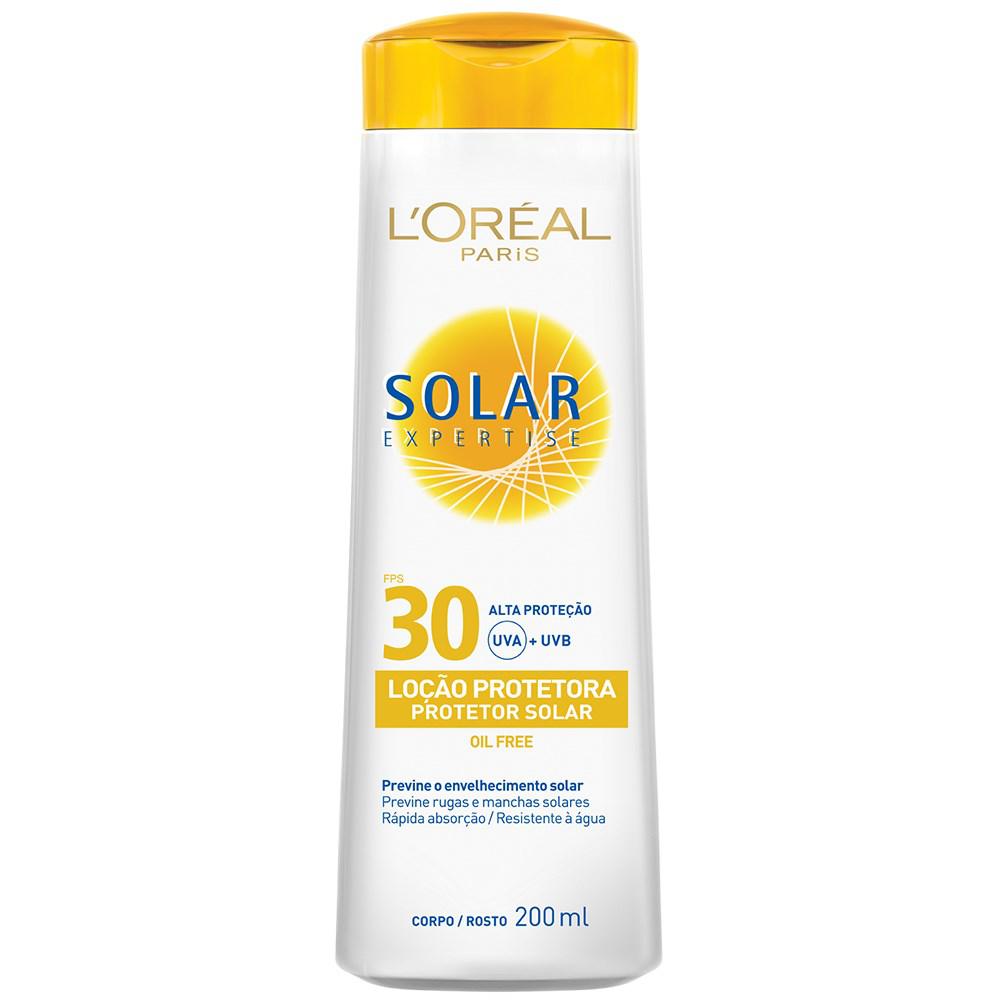 L'ORÉAL
PARiS
SOLAR
EXPERTISE
FPS
30
ALTA PROTEÇÃO
UVA + UVB
LOÇÃO PROTETORA
PROTETOR SOLAR
OIL FREE
Previne o envelhecimento solar
Previne rugas e manchas solares
Rápida absorção / Resistente à água
CORPO / ROSTO 200 ml